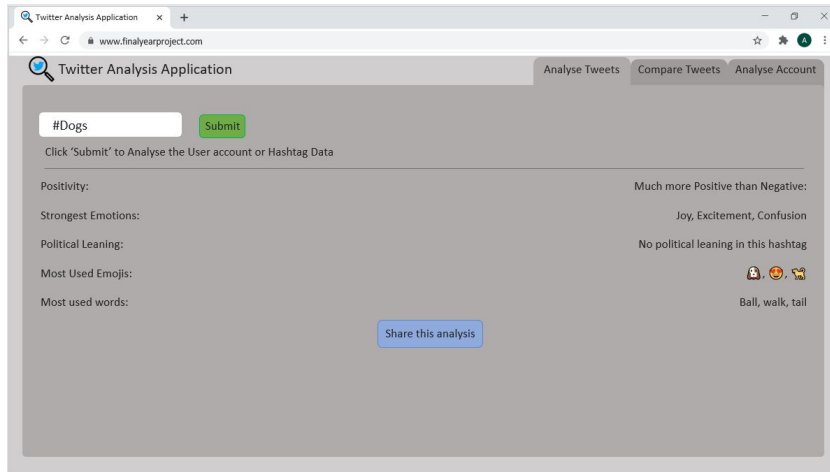 Twitter Analysis Application
www.finalyearproject.com
A
Twitter Analysis Application
Analyse Tweets
Compare Tweets
Analyse Account
#Dogs
Submit
Click ‘Submit’ to Analyse the User account or Hashtag Data
Positivity: Much more Positive than Negative:
Strongest Emotions: Joy, Excitement, Confusion
Political Leaning: No political leaning in this hashtag
Most Used Emojis: 🐶, 😍, 🐕
Most used words: Ball, walk, tail
Share this analysis